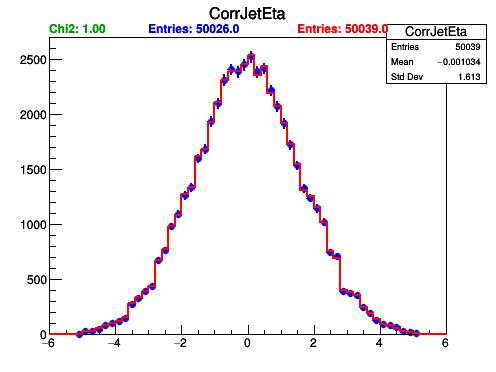 CorrJetEta
Chi2: 1.00 Entries: 50026.0 Entries: 50039.0
CorrJetEta
Entries 50039
Mean −0.001034
Std Dev 1.613
2500
2000
1500
1000
500
0
−6 −4 −2 0 2 4 6